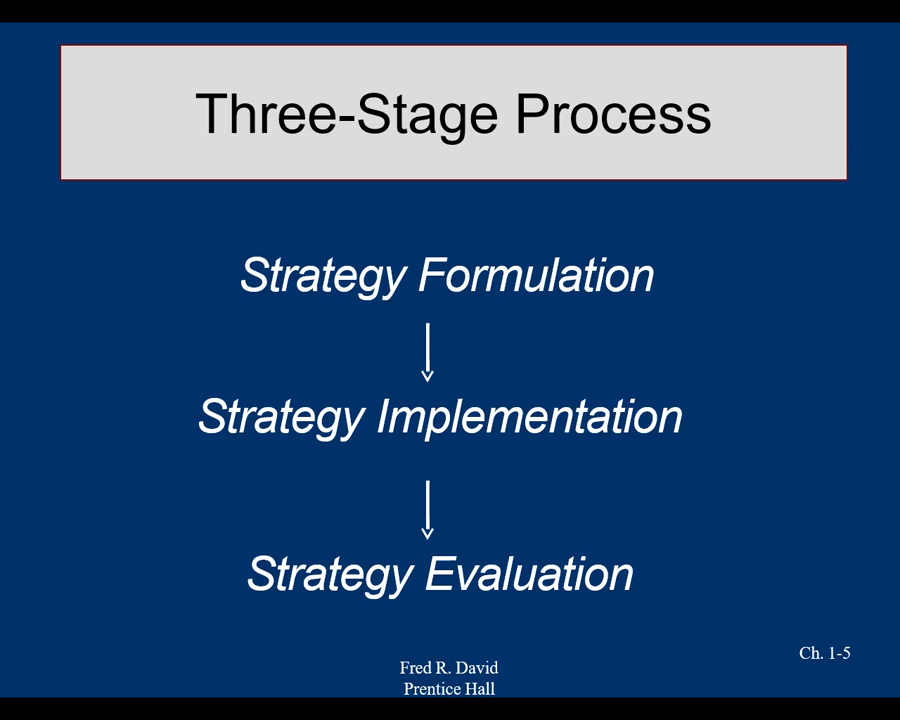 Three-Stage Process
Strategy Formulation
Strategy Implementation
Strategy Evaluation
Ch. 1-5
Fred R. David
Prentice Hall